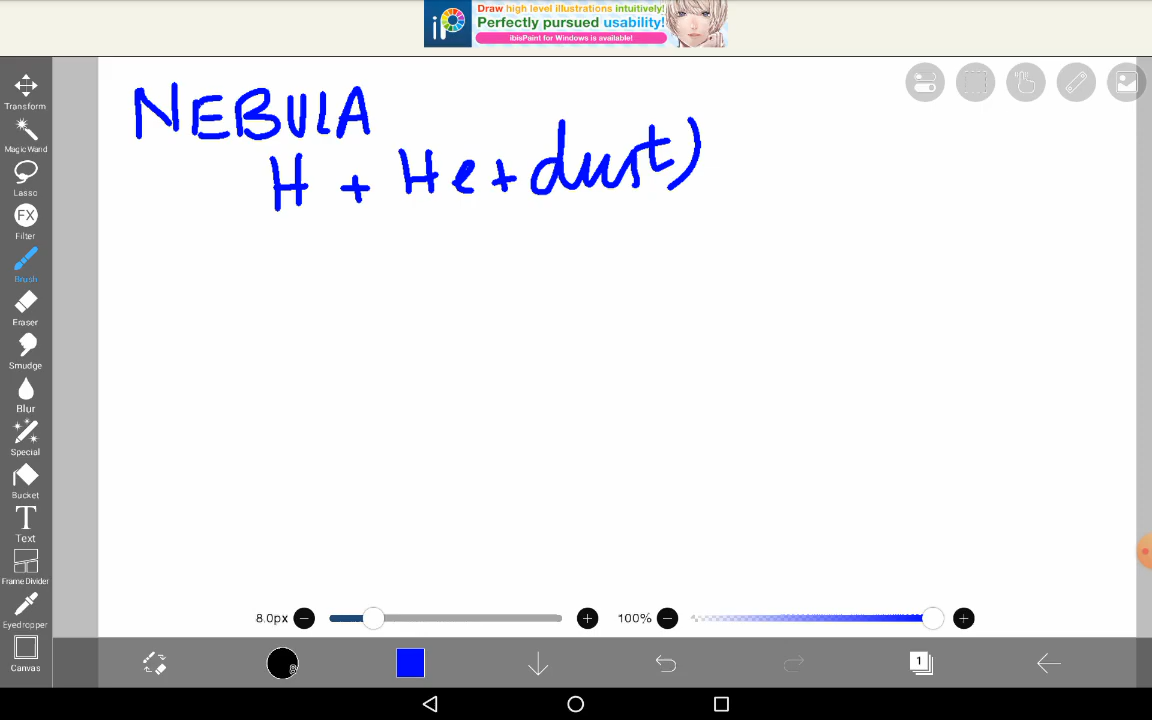 Draw high level illustrations intuitively!
Perfectly pursued usability!
ibisPaint for Windows is available!
Transform
Magic Wand
Lasso
FX
Filter
Brush
Eraser
Smudge
Blur
Special
Bucket
T
Text
Frame Divider
Eyedropper
Canvas
NEBULA
H + He + dust)
8.0px
100%
8
1